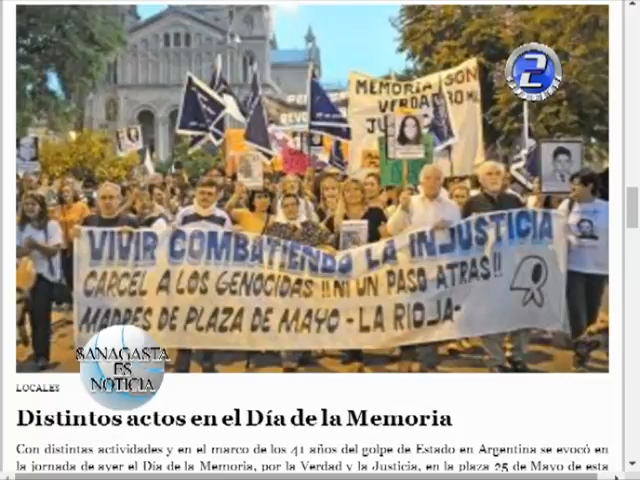 2
MEMORIA
VERDAD
SON
30 MIL
VIVIR COMBATIENDO LA INJUSTICIA
CARCEL A LOS GENOCIDAS !! NI UN PASO ATRAS!!
MADRES DE PLAZA DE MAYO - LA RIOJA-
SANAGASTA
ES
NOTICIA
LOCALES
Distintos actos en el Día de la Memoria
Con distintas actividades y en el marco de los 41 años del golpe de Estado en Argentina se evocó en
la jornada de ayer el Día de la Memoria, por la Verdad y la Justicia, en la plaza 25 de Mayo de esta